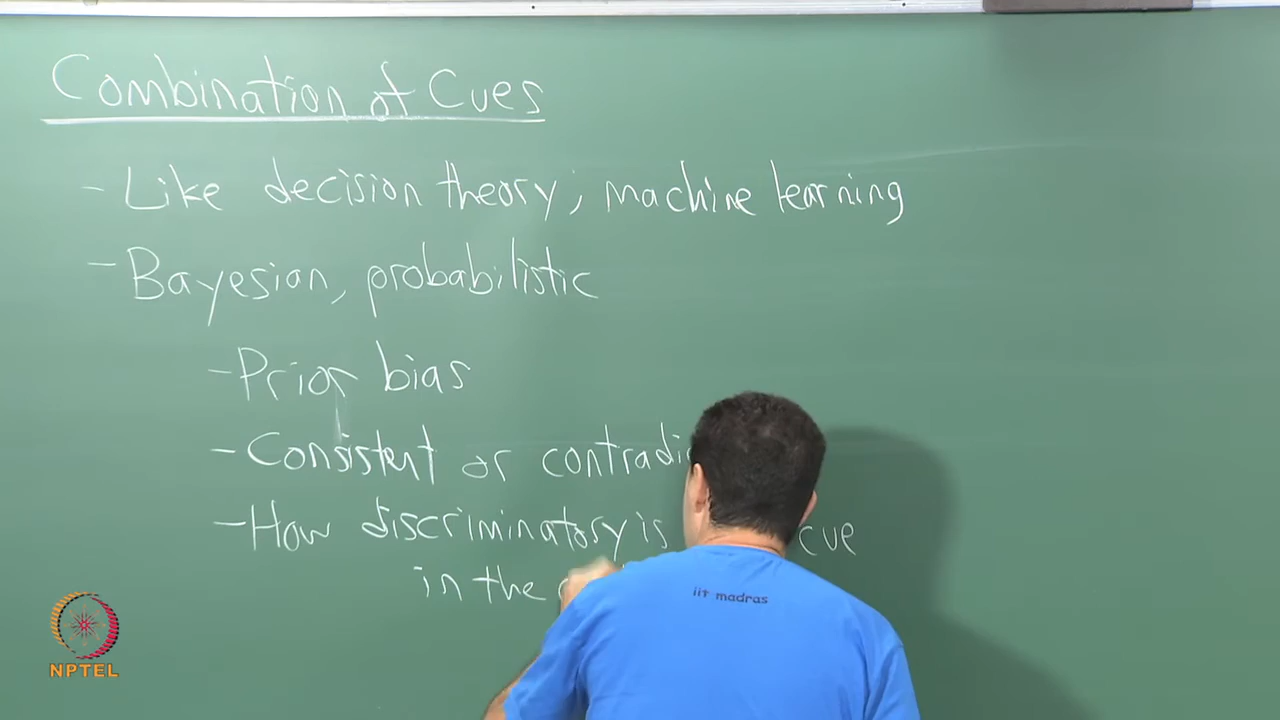 Combination of Cues
- Like decision theory, machine learning
- Bayesian, probabilistic
- Prior bias
- Consistent or
- How discriminatory is cue
in the
iit madras
NPTEL